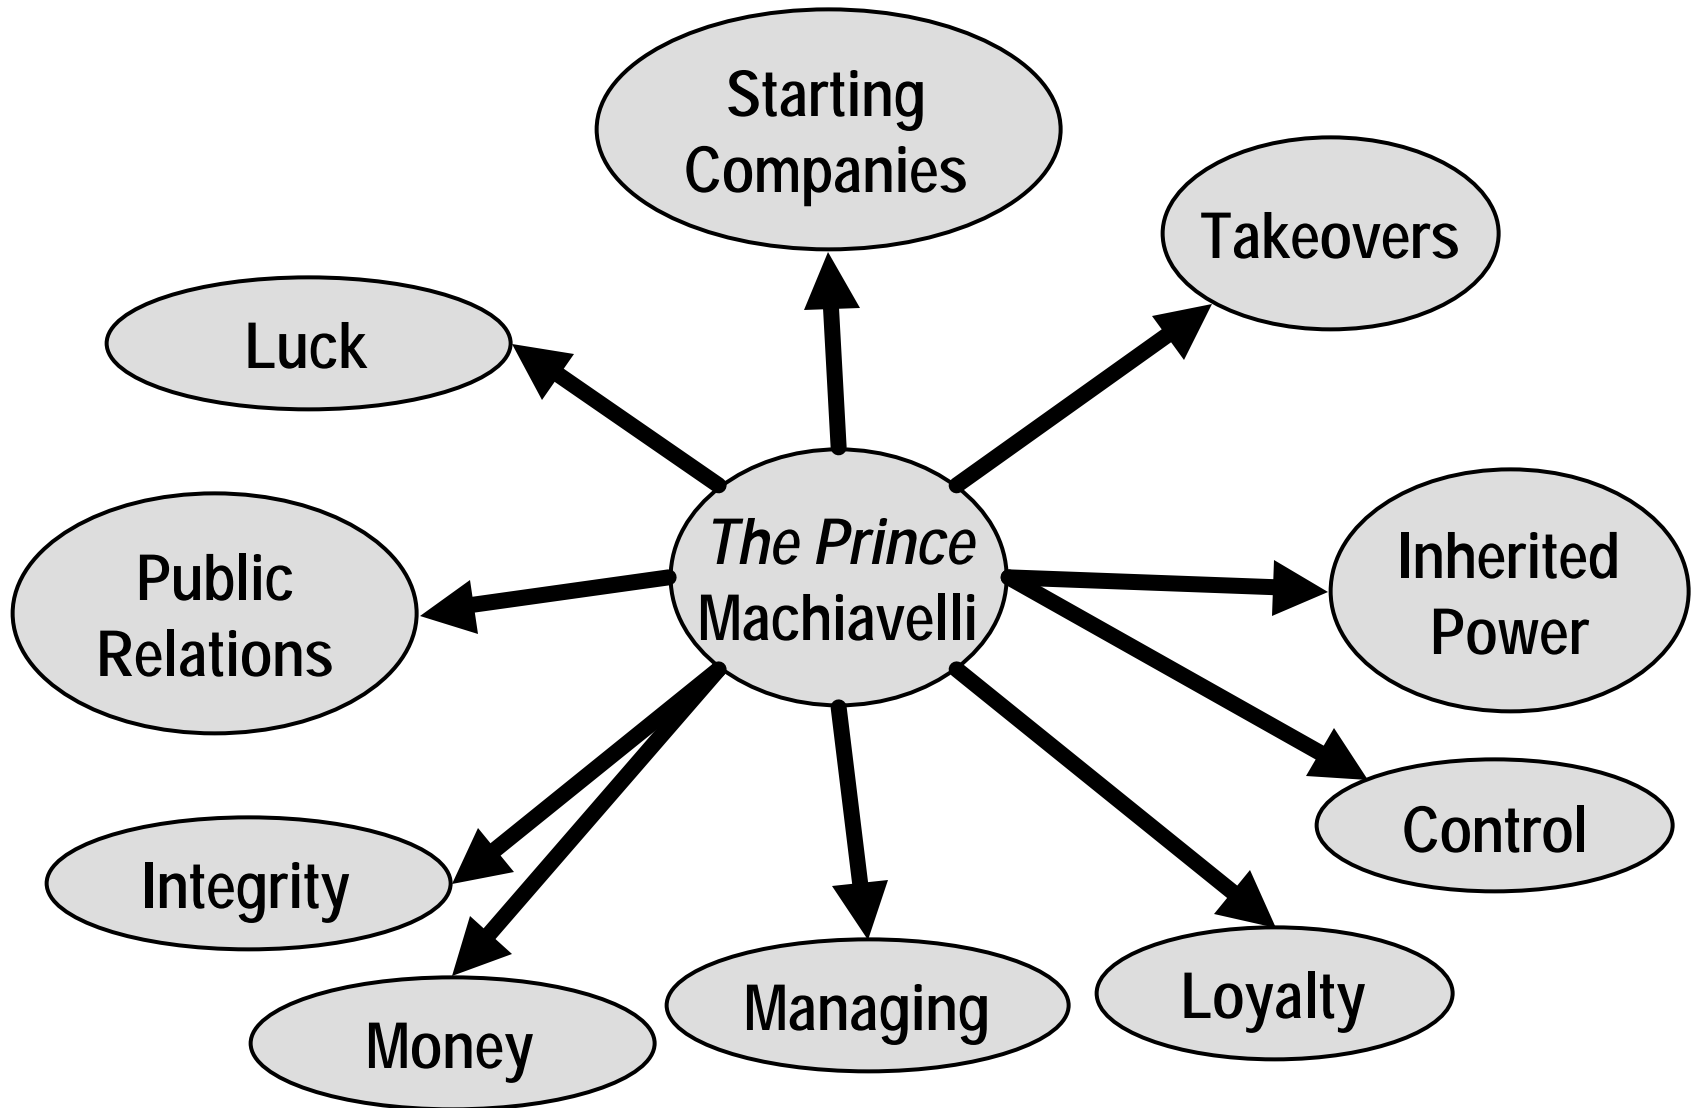 Starting
Companies
Takeovers
Luck
The Prince
Machiavelli
Inherited
Power
Public
Relations
Control
Integrity
Loyalty
Managing
Money